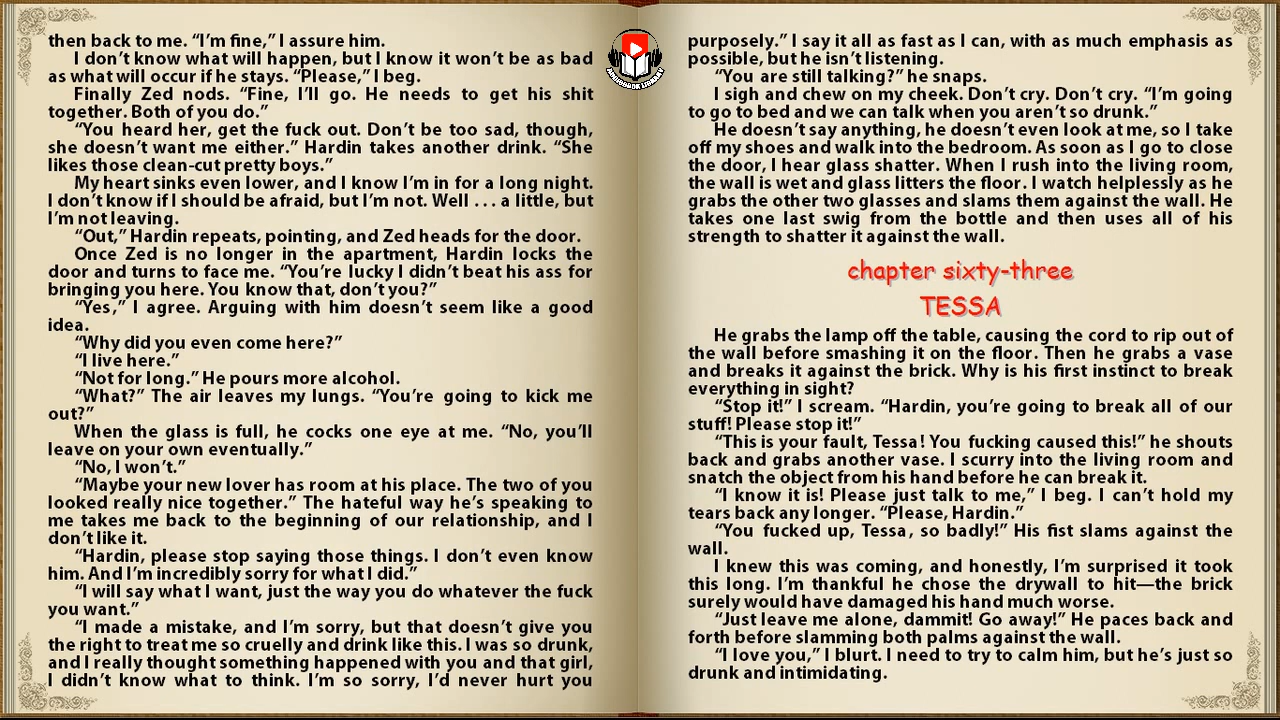 then back to me. “I’m fine,” I assure him.
I don’t know what will happen, but I know it won’t be as bad
as what will occur if he stays. “Please,” I beg.
Finally Zed nods. “Fine, I’ll go. He needs to get his shit
together. Both of you do.”
“You heard her, get the fuck out. Don’t be too sad, though,
she doesn’t want me either.” Hardin takes another drink. “She
likes those clean-cut pretty boys.”
My heart sinks even lower, and I know I’m in for a long night.
I don’t know if I should be afraid, but I’m not. Well . . . a little, but
I’m not leaving.
“Out,” Hardin repeats, pointing, and Zed heads for the door.
Once Zed is no longer in the apartment, Hardin locks the
door and turns to face me. “You’re lucky I didn’t beat his ass for
bringing you here. You know that, don’t you?”
“Yes,” I agree. Arguing with him doesn’t seem like a good
idea.
“Why did you even come here?”
“I live here.”
“Not for long.” He pours more alcohol.
“What?” The air leaves my lungs. “You’re going to kick me
out?”
When the glass is full, he cocks one eye at me. “No, you’ll
leave on your own eventually.”
“No, I won’t.”
“Maybe your new lover has room at his place. The two of you
looked really nice together.” The hateful way he’s speaking to
me takes me back to the beginning of our relationship, and I
don’t like it.
“Hardin, please stop saying those things. I don’t even know
him. And I’m incredibly sorry for what I did.”
“I will say what I want, just the way you do whatever the fuck
you want.”
“I made a mistake, and I’m sorry, but that doesn’t give you
the right to treat me so cruelly and drink like this. I was so drunk,
and I really thought something happened with you and that girl,
I didn’t know what to think. I’m so sorry, I’d never hurt you
purposely.” I say it all as fast as I can, with as much emphasis as
possible, but he isn’t listening.
“You are still talking?” he snaps.
I sigh and chew on my cheek. Don’t cry. Don’t cry. “I’m going
to go to bed and we can talk when you aren’t so drunk.”
He doesn’t say anything, he doesn’t even look at me, so I take
off my shoes and walk into the bedroom. As soon as I go to close
the door, I hear glass shatter. When I rush into the living room,
the wall is wet and glass litters the floor. I watch helplessly as he
grabs the other two glasses and slams them against the wall. He
takes one last swig from the bottle and then uses all of his
strength to shatter it against the wall.
chapter sixty-three
TESSA
He grabs the lamp off the table, causing the cord to rip out of
the wall before smashing it on the floor. Then he grabs a vase
and breaks it against the brick. Why is his first instinct to break
everything in sight?
“Stop it!” I scream. “Hardin, you’re going to break all of our
stuff! Please stop it!”
“This is your fault, Tessa! You fucking caused this!” he shouts
back and grabs another vase. I scurry into the living room and
snatch the object from his hand before he can break it.
“I know it is! Please just talk to me,” I beg. I can’t hold my
tears back any longer. “Please, Hardin.”
“You fucked up, Tessa, so badly!” His fist slams against the
wall.
I knew this was coming, and honestly, I’m surprised it took
this long. I’m thankful he chose the drywall to hit—the brick
surely would have damaged his hand much worse.
“Just leave me alone, dammit! Go away!” He paces back and
forth before slamming both palms against the wall.
“I love you,” I blurt. I need to try to calm him, but he’s just so
drunk and intimidating.